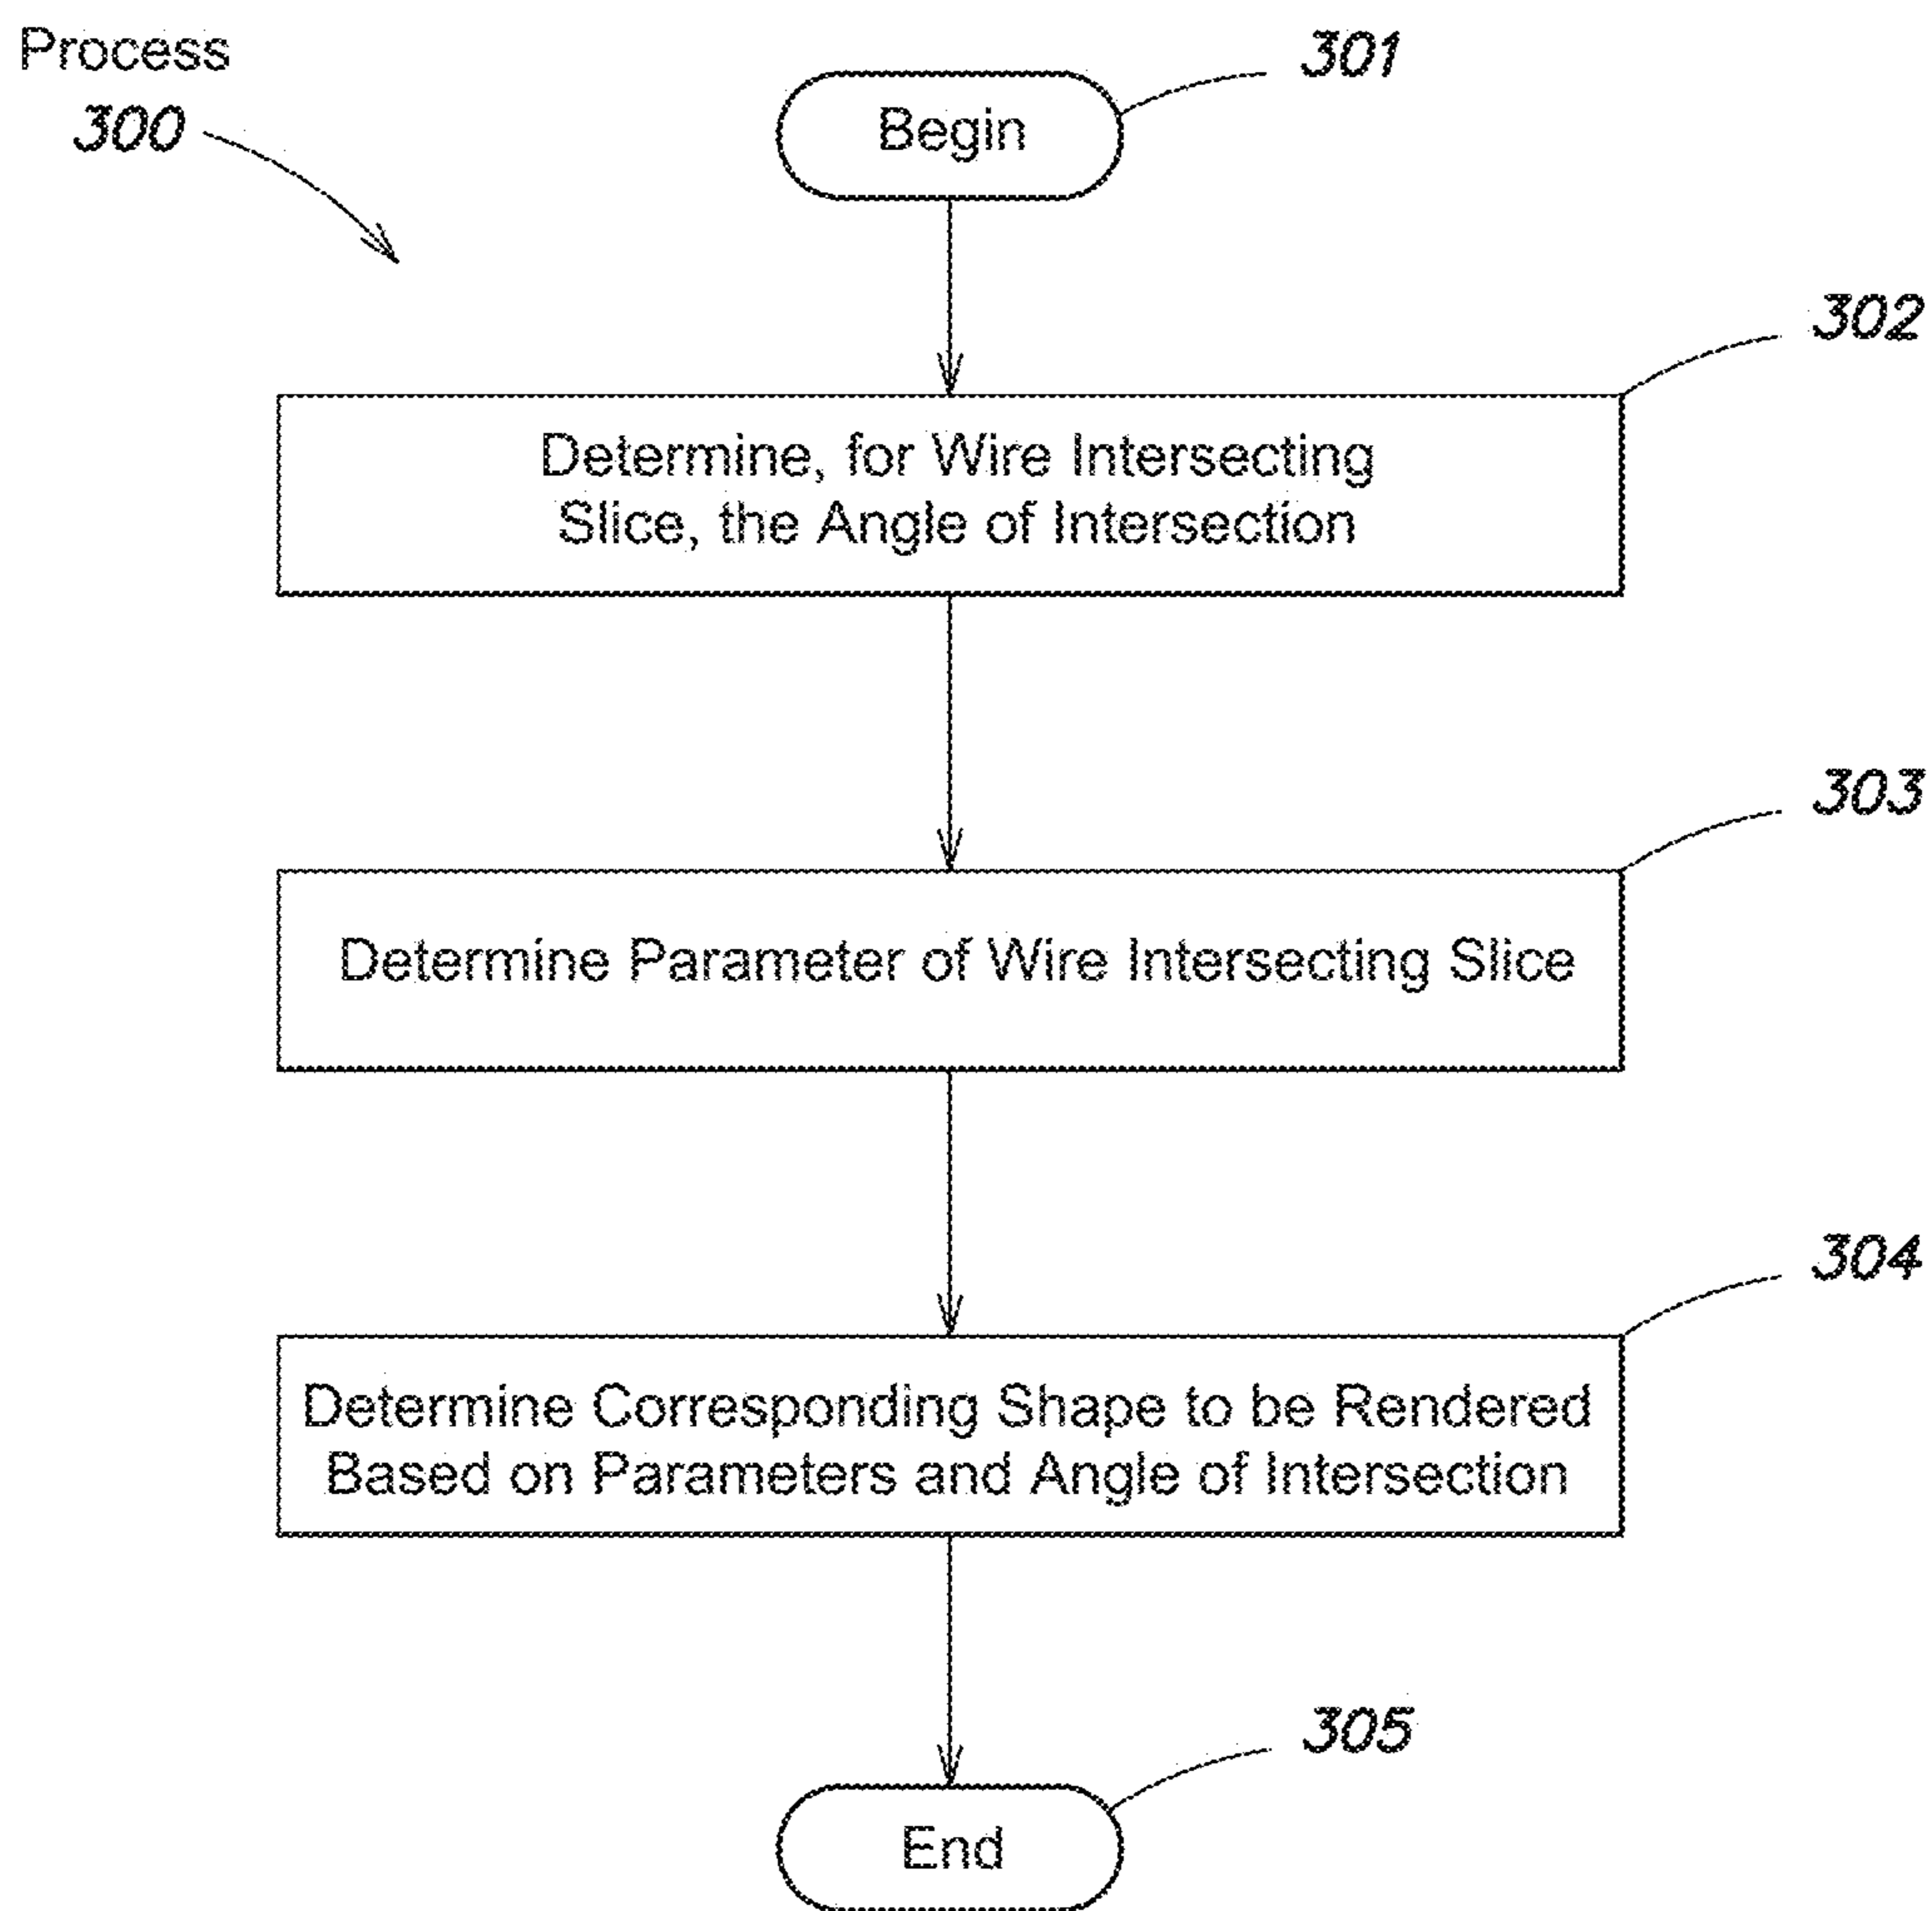 Process
300
301
Begin
302
Determine, for Wire Intersecting
Slice, the Angle of Intersection
303
Determine Parameter of Wire Intersecting Slice
304
Determine Corresponding Shape to be Rendered
Based on Parameters and Angle of Intersection
305
End